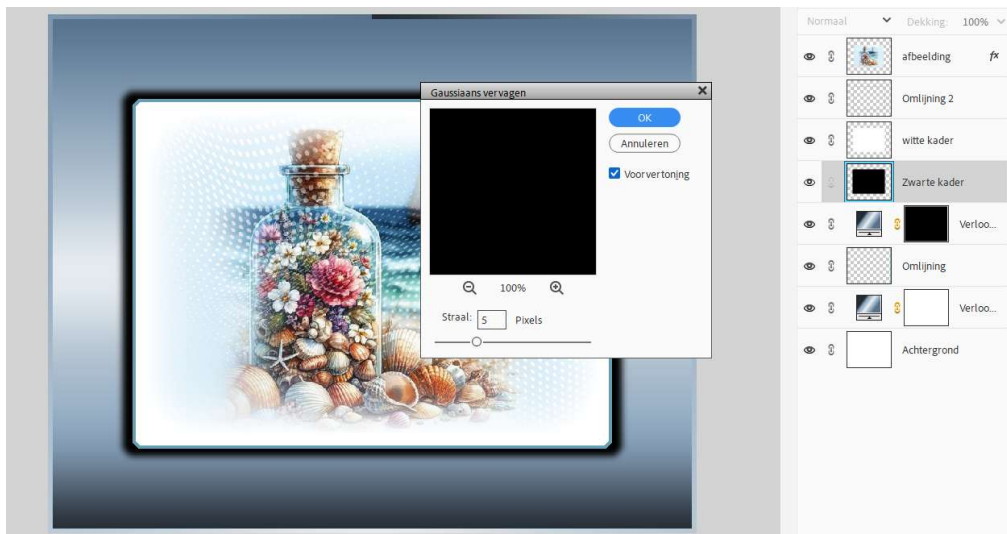 Normaal Dekking: 100%
afbeelding fx
Omlijning 2
witte kader
Zwarte kader
Verloo...
Omlijning
Verloo...
Achtergrond
Gaussiaans vervagen
OK
Annuleren
Voorvertoning
100%
Straal: 5 Pixels